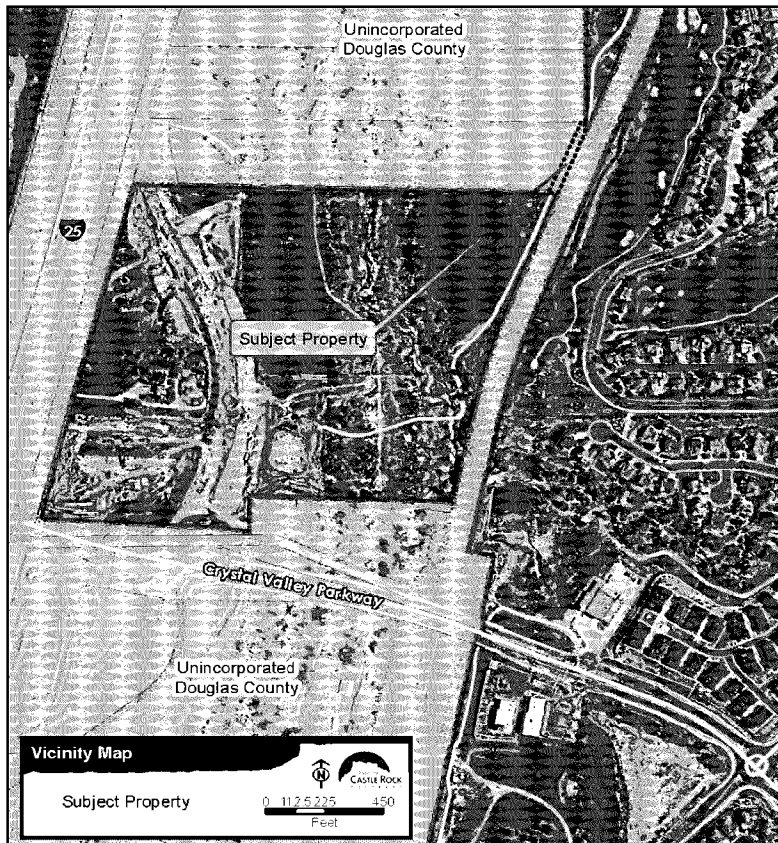 Unincorporated
Douglas County
25
Subject Property
Crystal Valley Parkway
Unincorporated
Douglas County
Vicinity Map
N
CASTLE ROCK
Subject Property
0 112.5 225 450
Feet